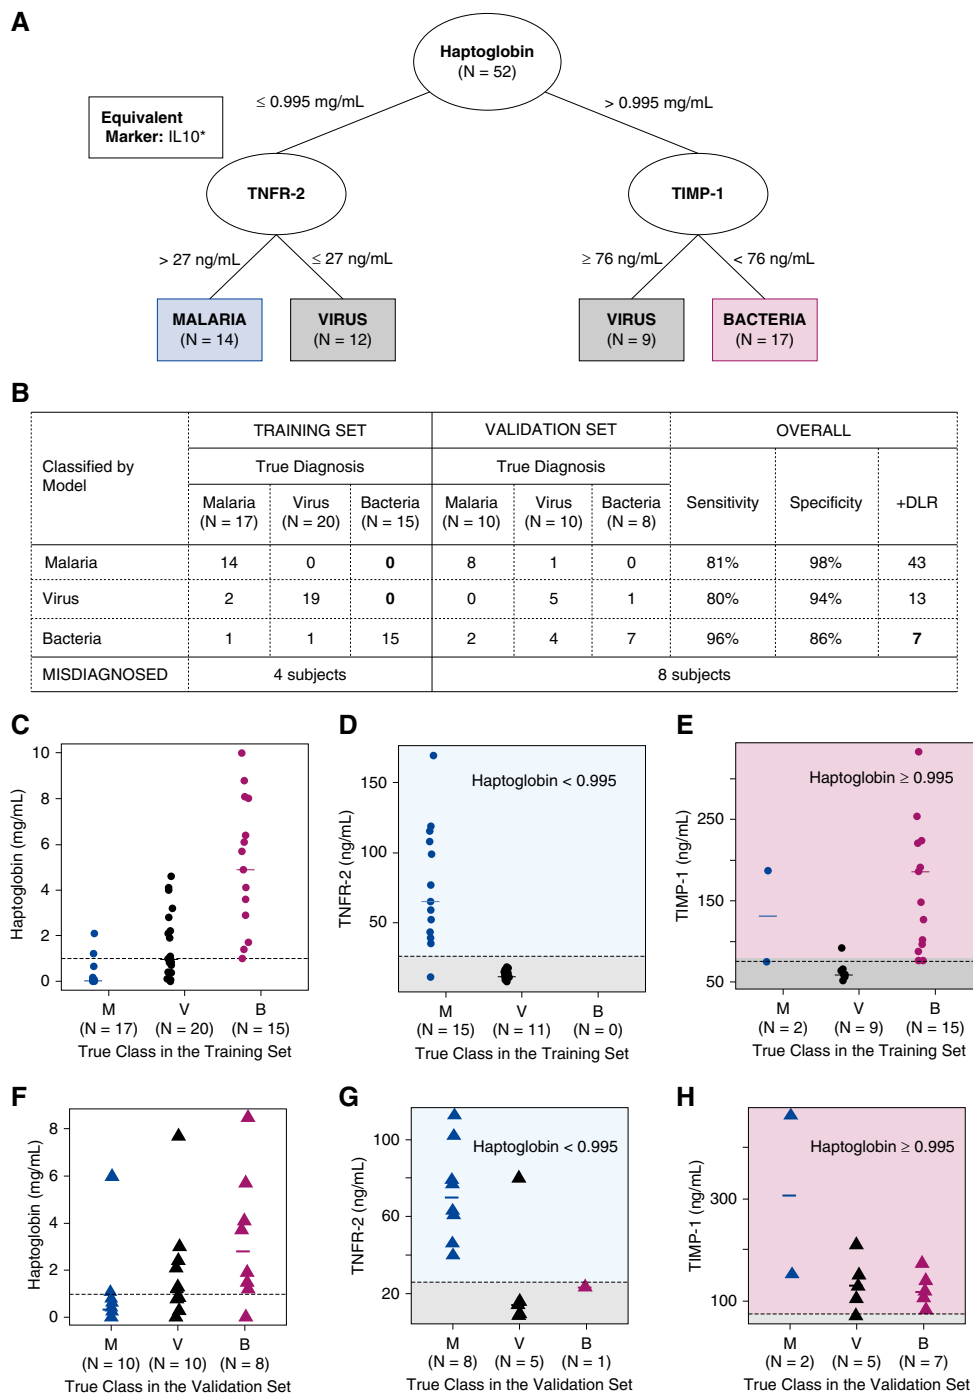 A
Haptoglobin
(N = 52)
≤ 0.995 mg/mL
> 0.995 mg/mL
Equivalent
Marker: IL10*
TNFR-2
TIMP-1
> 27 ng/mL
≤ 27 ng/mL
≥ 76 ng/mL
< 76 ng/mL
MALARIA
(N = 14)
VIRUS
(N = 12)
VIRUS
(N = 9)
BACTERIA
(N = 17)
B
Classified by
Model
TRAINING SET
VALIDATION SET
OVERALL
True Diagnosis
True Diagnosis
Sensitivity
Specificity
+DLR
Malaria
(N = 17)
Virus
(N = 20)
Bacteria
(N = 15)
Malaria
(N = 10)
Virus
(N = 10)
Bacteria
(N = 8)
Malaria 14 0 0 8 1 0 81% 98% 43
Virus 2 19 0 0 5 1 80% 94% 13
Bacteria 1 1 15 2 4 7 96% 86% 7
MISDIAGNOSED 4 subjects 8 subjects
C
Haptoglobin (mg/mL)
10
8
6
4
2
0
M V B
(N = 17) (N = 20) (N = 15)
True Class in the Training Set
D
Haptoglobin < 0.995
TNFR-2 (ng/mL)
150
100
50
0
M V B
(N = 15) (N = 11) (N = 0)
True Class in the Training Set
E
Haptoglobin ≥ 0.995
TIMP-1 (ng/mL)
250
150
50
M V B
(N = 2) (N = 9) (N = 15)
True Class in the Training Set
F
Haptoglobin (mg/mL)
8
6
4
2
0
M V B
(N = 10) (N = 10) (N = 8)
True Class in the Validation Set
G
Haptoglobin < 0.995
TNFR-2 (ng/mL)
100
60
20
M V B
(N = 8) (N = 5) (N = 1)
True Class in the Validation Set
H
Haptoglobin ≥ 0.995
TIMP-1 (ng/mL)
300
100
M V B
(N = 2) (N = 5) (N = 7)
True Class in the Validation Set